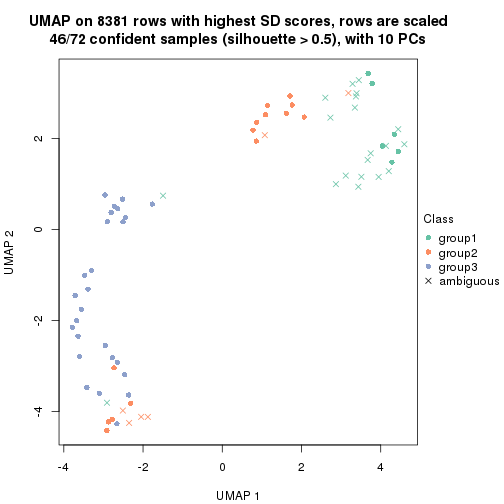 UMAP on 8381 rows with highest SD scores, rows are scaled
46/72 confident samples (silhouette > 0.5), with 10 PCs
UMAP 2
2
0
-2
-4
-4
-2
0
2
4
UMAP 1
Class
group1
group2
group3
ambiguous